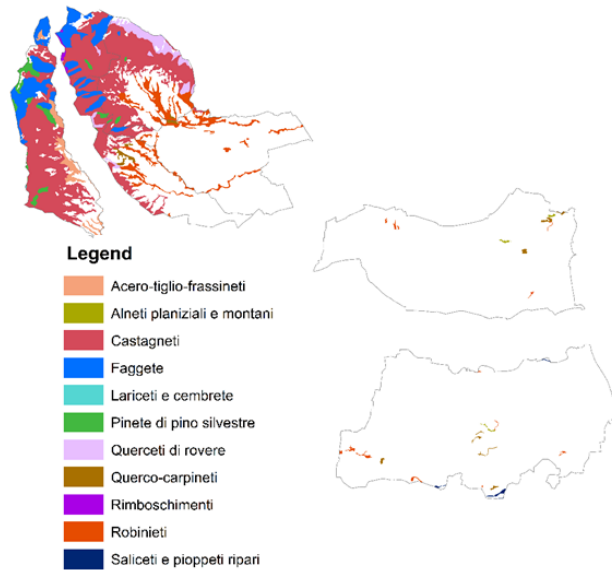 Legend
Acero-tiglio-frassineti
Alneti planiziali e montani
Castagneti
Faggete
Lariceti e cembrete
Pinete di pino silvestre
Querceti di rovere
Querco-carpineti
Rimboschimenti
Robinieti
Saliceti e pioppeti ripari